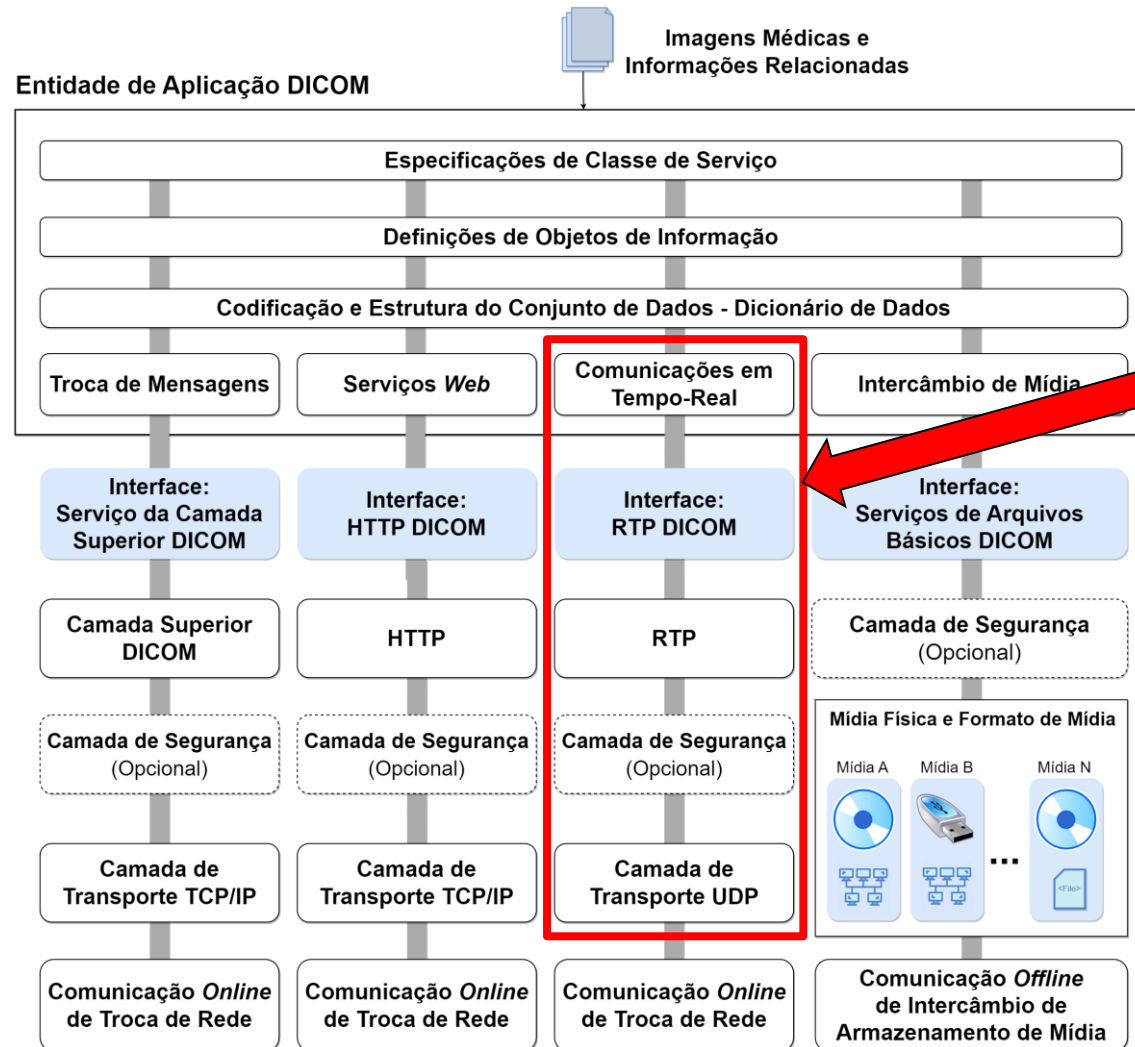 Imagens Médicas e
Informações Relacionadas
Entidade de Aplicação DICOM
Especificações de Classe de Serviço
Definições de Objetos de Informação
Codificação e Estrutura do Conjunto de Dados - Dicionário de Dados
Troca de Mensagens
Serviços Web
Comunicações em
Tempo-Real
Intercâmbio de Mídia
Interface:
Serviço da Camada
Superior DICOM
Interface:
HTTP DICOM
Interface:
RTP DICOM
Interface:
Serviços de Arquivos
Básicos DICOM
Camada Superior
DICOM
HTTP
RTP
Camada de Segurança
(Opcional)
Camada de Segurança
(Opcional)
Camada de Segurança
(Opcional)
Camada de Segurança
(Opcional)
Mídia Física e Formato de Mídia
Mídia A
Mídia B
Mídia N
...
<File>
Camada de
Transporte TCP/IP
Camada de
Transporte TCP/IP
Camada de
Transporte UDP
Comunicação Online
de Troca de Rede
Comunicação Online
de Troca de Rede
Comunicação Online
de Troca de Rede
Comunicação Offline
de Intercâmbio de
Armazenamento de Mídia